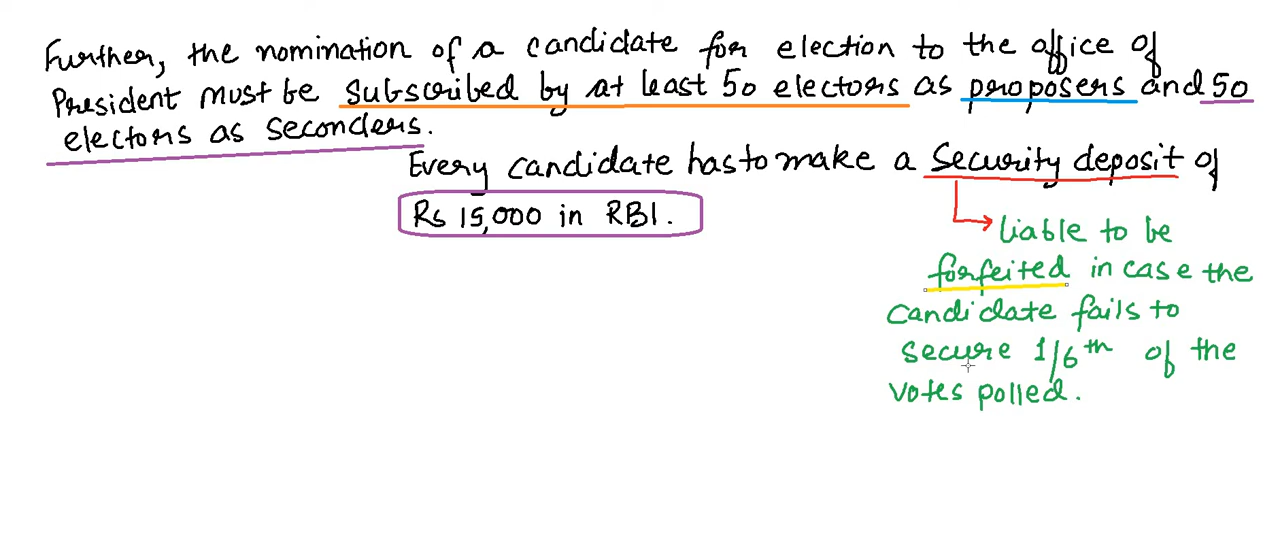 Further, the nomination of a candidate for election to the office of
President must be subscribed by at least 50 electors as proposers and 50
electors as seconders.
Every candidate has to make a security deposit of
Rs 15,000 in RBI.
liable to be
forfeited in case the
candidate fails to
secure 1/6th of the
votes polled.